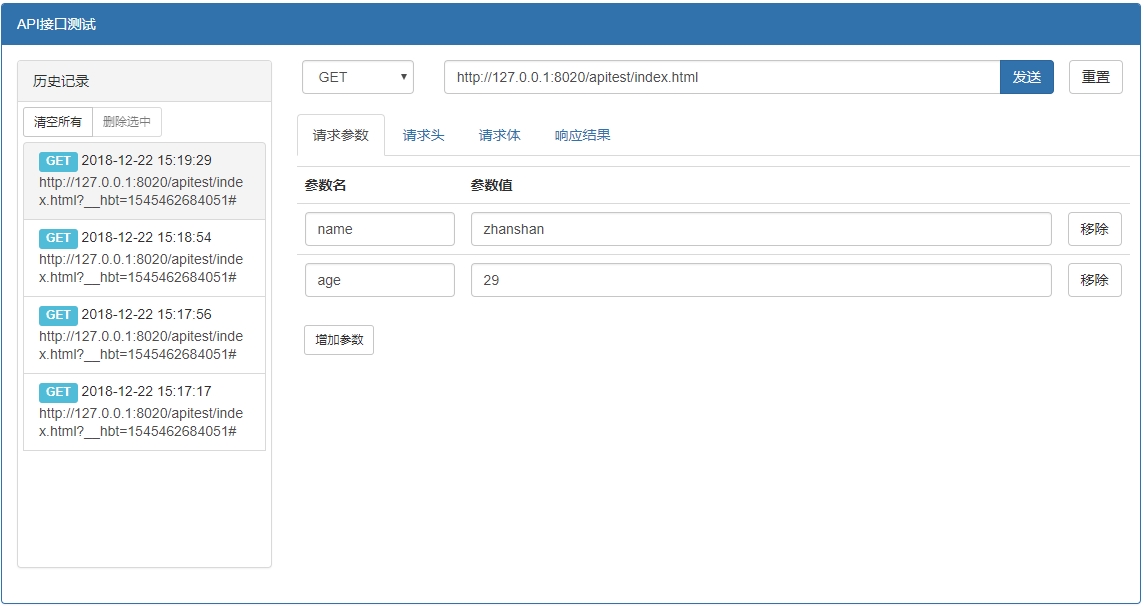 API接口测试
历史记录
清空所有 删除选中
GET 2018-12-22 15:19:29
http://127.0.0.1:8020/apitest/inde
x.html?__hbt=1545462684051#
GET 2018-12-22 15:18:54
http://127.0.0.1:8020/apitest/inde
x.html?__hbt=1545462684051#
GET 2018-12-22 15:17:56
http://127.0.0.1:8020/apitest/inde
x.html?__hbt=1545462684051#
GET 2018-12-22 15:17:17
http://127.0.0.1:8020/apitest/inde
x.html?__hbt=1545462684051#
GET http://127.0.0.1:8020/apitest/index.html 发送 重置
请求参数 请求头 请求体 响应结果
参数名 参数值
name zhanshan 移除
age 29 移除
增加参数